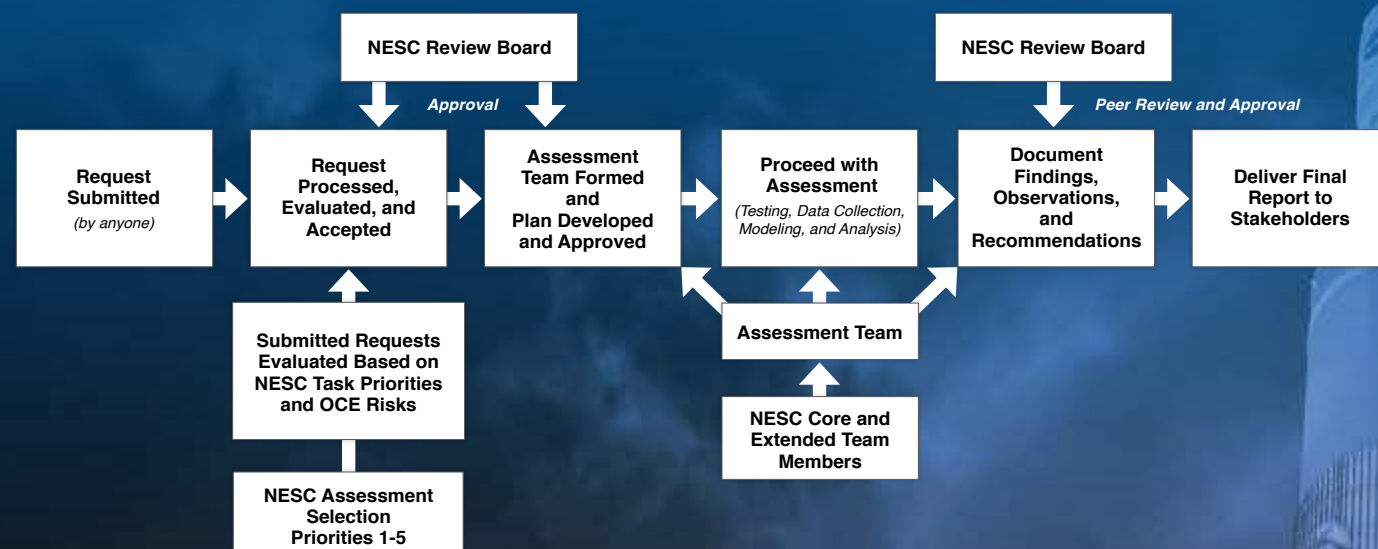 NESC Review Board
NESC Review Board
Approval
Peer Review and Approval
Request
Submitted
(by anyone)
Request
Processed,
Evaluated, and
Accepted
Assessment
Team Formed
and
Plan Developed
and Approved
Proceed with
Assessment
(Testing, Data Collection,
Modeling, and Analysis)
Document
Findings,
Observations,
and
Recommendations
Deliver Final
Report to
Stakeholders
Submitted Requests
Evaluated Based on
NESC Task Priorities
and OCE Risks
Assessment Team
NESC Core and
Extended Team
Members
NESC Assessment
Selection
Priorities 1-5